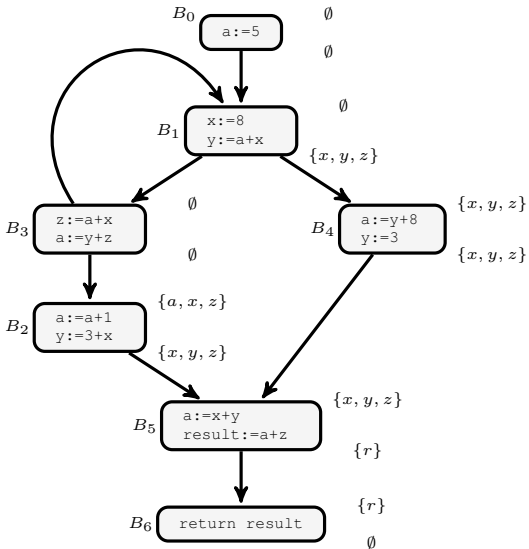 B₀ a:=5 ∅
∅
B₁ x:=8 ∅
y:=a+x
{x, y, z}
B₃ z:=a+x ∅
a:=y+z
∅
B₄ a:=y+8 {x, y, z}
y:=3
{x, y, z}
B₂ a:=a+1 {a, x, z}
y:=3+x
{x, y, z}
B₅ a:=x+y {x, y, z}
result:=a+z
{r}
B₆ return result {r}
∅